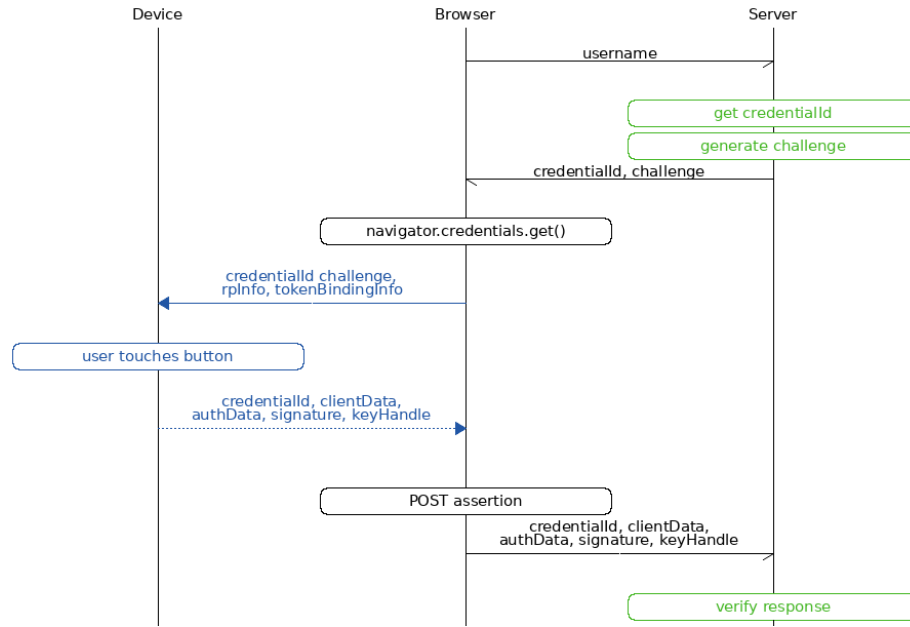 Device
Browser
Server
username
get credentialId
generate challenge
credentialId, challenge
navigator.credentials.get()
credentialId challenge,
rpInfo, tokenBindingInfo
user touches button
credentialId, clientData,
authData, signature, keyHandle
POST assertion
credentialId, clientData,
authData, signature, keyHandle
verify response